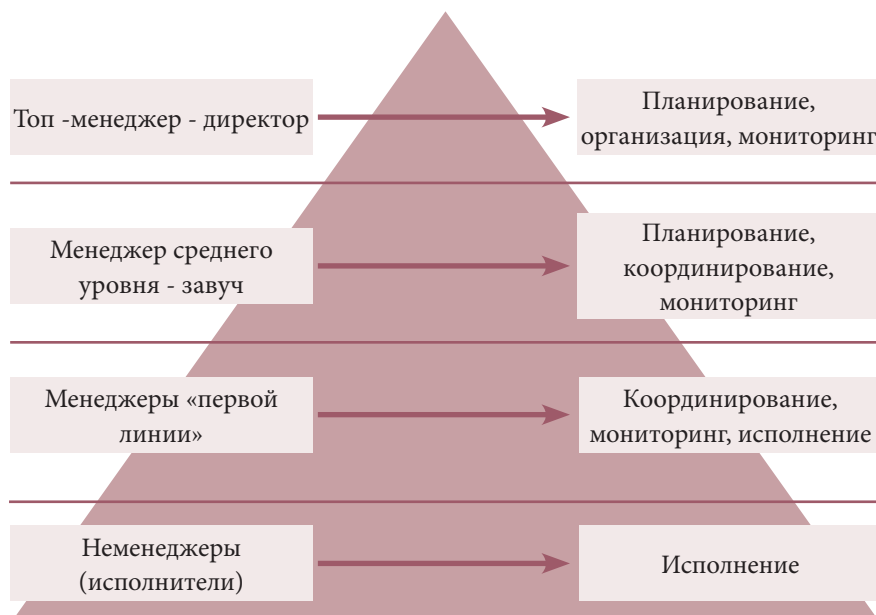 Топ -менеджер - директор
Планирование,
организация, мониторинг
Менеджер среднего
уровня - завуч
Планирование,
координирование,
мониторинг
Менеджеры «первой
линии»
Координирование,
мониторинг, исполнение
Неменеджеры
(исполнители)
Исполнение